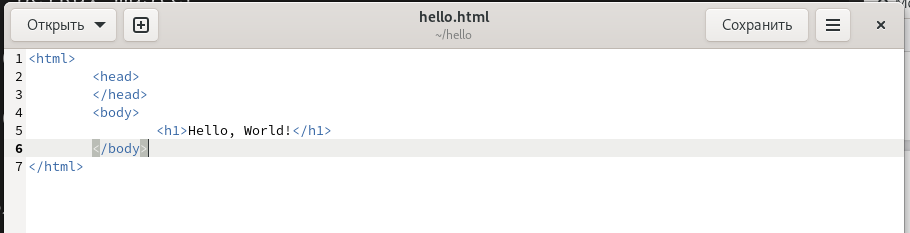 Открыть hello.html Сохранить
~/hello
1 <html>
2 <head>
3 </head>
4 <body>
5 <h1>Hello, World!</h1>
6 </body>
7 </html>